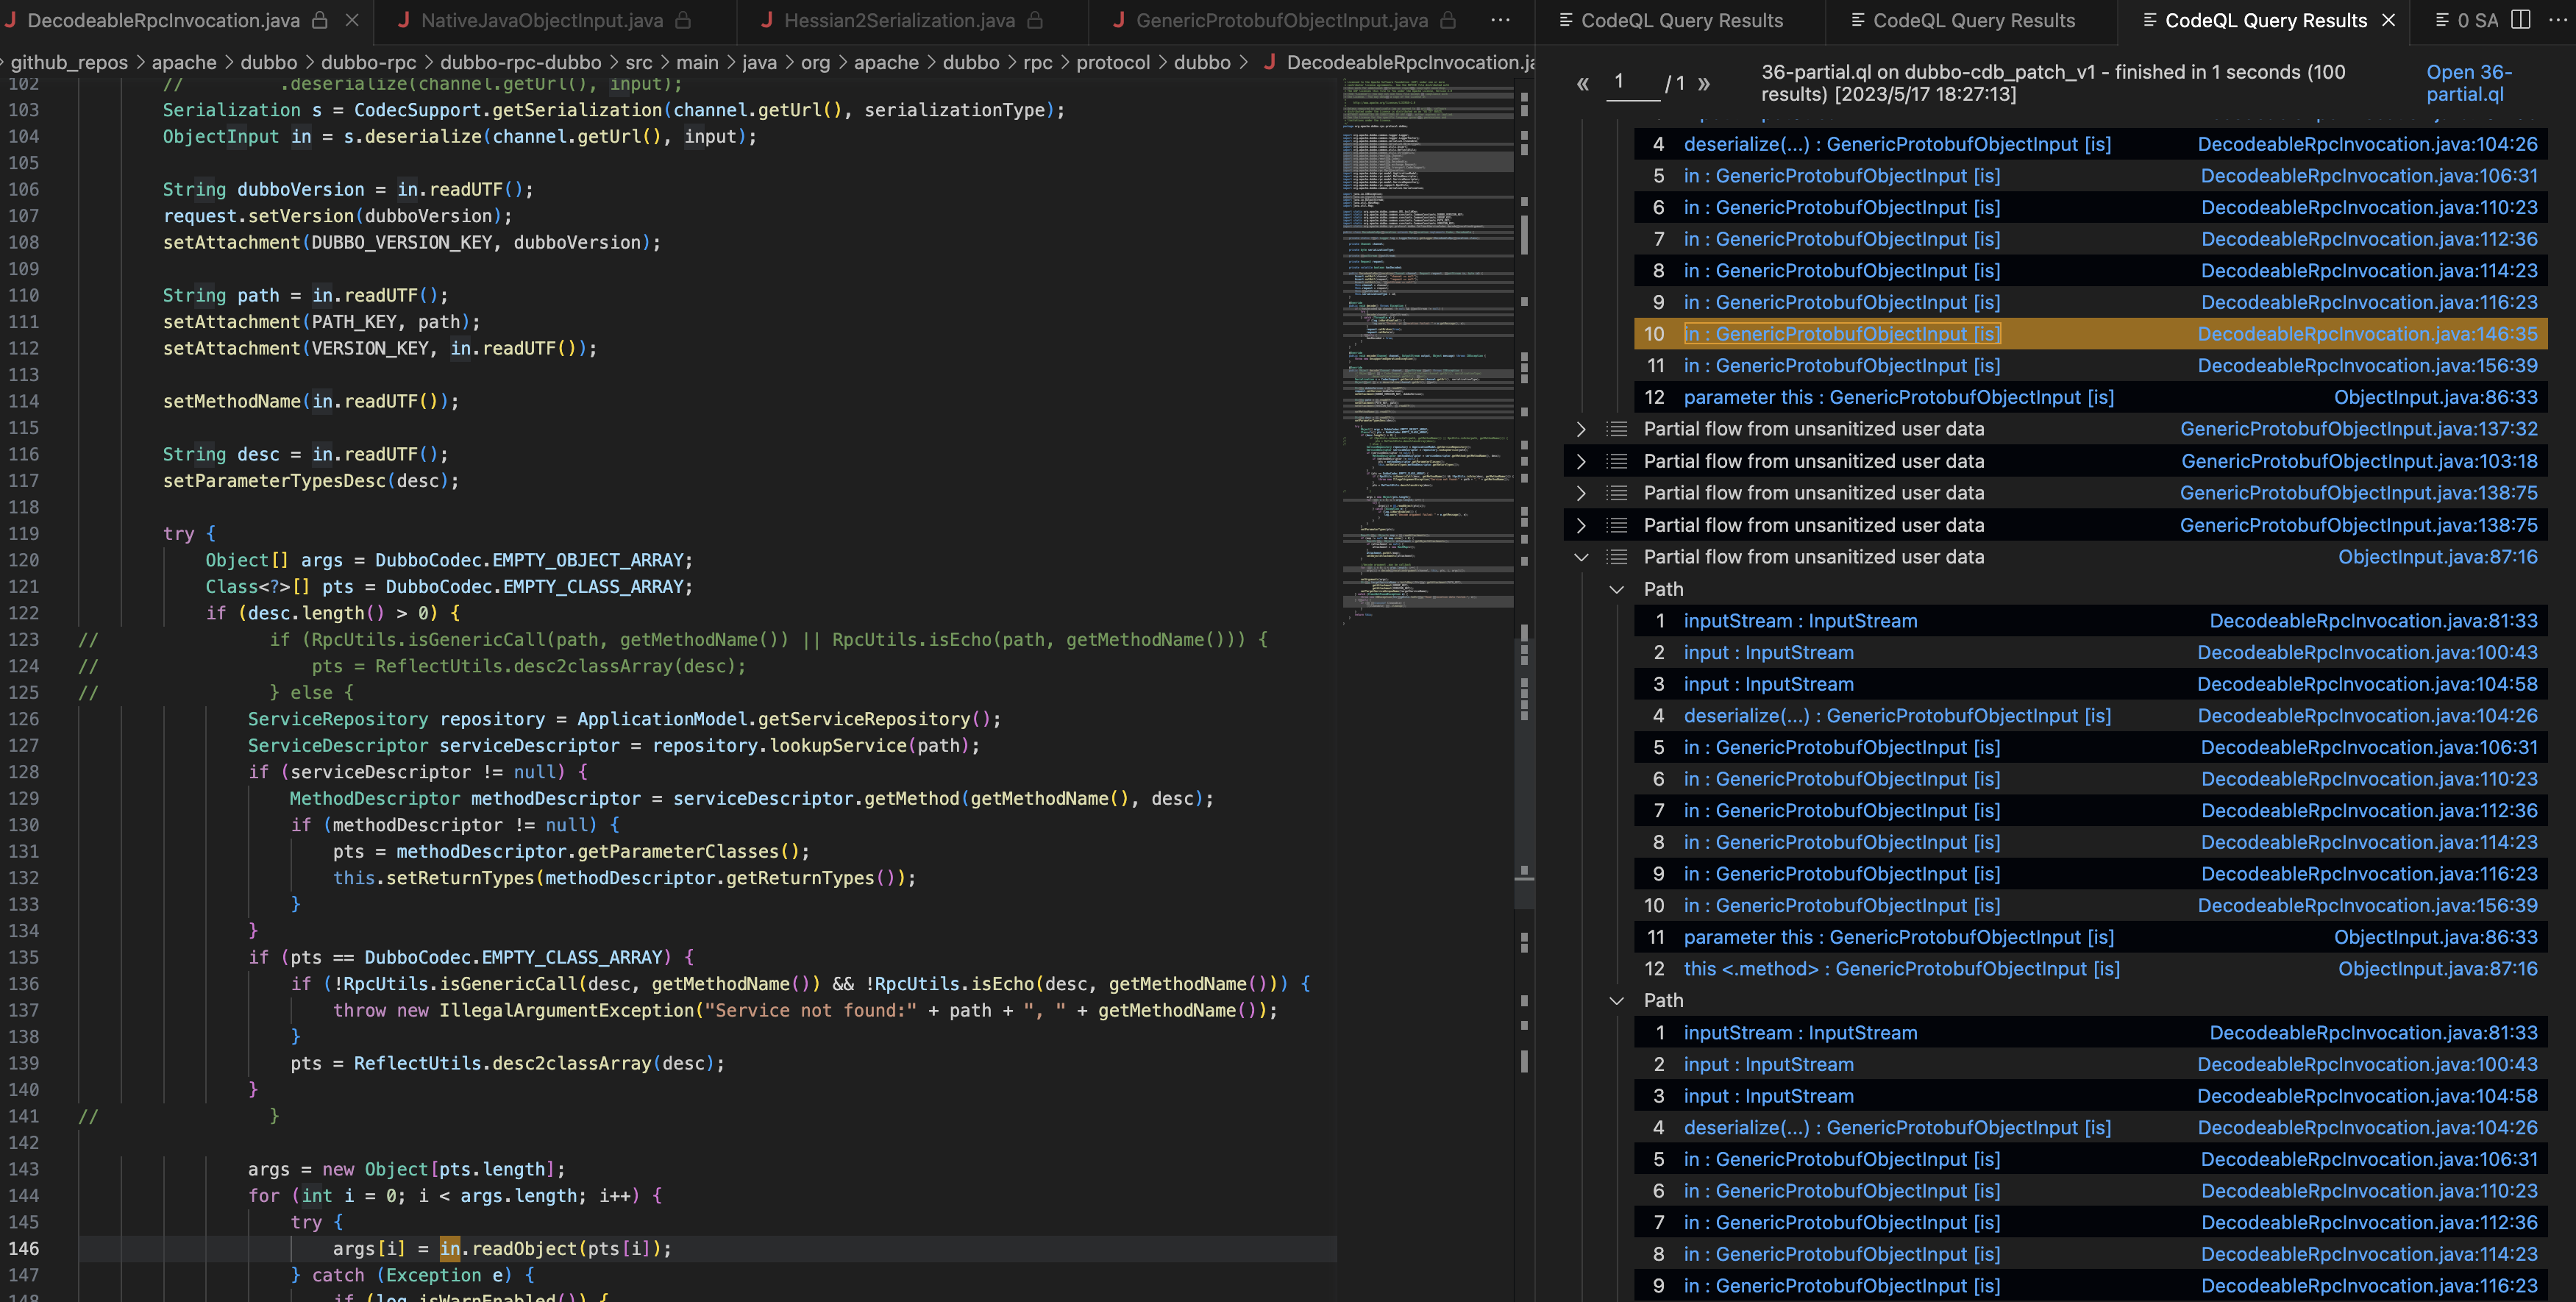 DecodeableRpcInvocation.java
NativeJavaObjectInput.java
Hessian2Serialization.java
GenericProtobufObjectInput.java
github_repos > apache > dubbo > dubbo-rpc > dubbo-rpc-dubbo > src > main > java > org > apache > dubbo > rpc > protocol > dubbo > DecodeableRpcInvocation.ja
102 // .deserialize(channel.getUrl(), input);
103 Serialization s = CodecSupport.getSerialization(channel.getUrl(), serializationType);
104 ObjectInput in = s.deserialize(channel.getUrl(), input);
105
106 String dubboVersion = in.readUTF();
107 request.setVersion(dubboVersion);
108 setAttachment(DUBBO_VERSION_KEY, dubboVersion);
109
110 String path = in.readUTF();
111 setAttachment(PATH_KEY, path);
112 setAttachment(VERSION_KEY, in.readUTF());
113
114 setMethodName(in.readUTF());
115
116 String desc = in.readUTF();
117 setParameterTypesDesc(desc);
118
119 try {
120 Object[] args = DubboCodec.EMPTY_OBJECT_ARRAY;
121 Class<?>[] pts = DubboCodec.EMPTY_CLASS_ARRAY;
122 if (desc.length() > 0) {
123 // if (RpcUtils.isGenericCall(path, getMethodName()) || RpcUtils.isEcho(path, getMethodName())) {
124 // pts = ReflectUtils.desc2classArray(desc);
125 // } else {
126 ServiceRepository repository = ApplicationModel.getServiceRepository();
127 ServiceDescriptor serviceDescriptor = repository.lookupService(path);
128 if (serviceDescriptor != null) {
129 MethodDescriptor methodDescriptor = serviceDescriptor.getMethod(getMethodName(), desc);
130 if (methodDescriptor != null) {
131 pts = methodDescriptor.getParameterClasses();
132 this.setReturnTypes(methodDescriptor.getReturnTypes());
133 }
134 }
135 if (pts == DubboCodec.EMPTY_CLASS_ARRAY) {
136 if (!RpcUtils.isGenericCall(desc, getMethodName()) && !RpcUtils.isEcho(desc, getMethodName())) {
137 throw new IllegalArgumentException("Service not found:" + path + ", " + getMethodName());
138 }
139 pts = ReflectUtils.desc2classArray(desc);
140 }
141 // }
142
143 args = new Object[pts.length];
144 for (int i = 0; i < args.length; i++) {
145 try {
146 args[i] = in.readObject(pts[i]);
147 } catch (Exception e) {
148 if (log.isWarnEnabled()) {
CodeQL Query Results
CodeQL Query Results
CodeQL Query Results
0 SA
« 1 / 1 »
36-partial.ql on dubbo-cdb_patch_v1 - finished in 1 seconds (100
results) [2023/5/17 18:27:13]
Open 36-
partial.ql
4 deserialize(...) : GenericProtobufObjectInput [is] DecodeableRpcInvocation.java:104:26
5 in : GenericProtobufObjectInput [is] DecodeableRpcInvocation.java:106:31
6 in : GenericProtobufObjectInput [is] DecodeableRpcInvocation.java:110:23
7 in : GenericProtobufObjectInput [is] DecodeableRpcInvocation.java:112:36
8 in : GenericProtobufObjectInput [is] DecodeableRpcInvocation.java:114:23
9 in : GenericProtobufObjectInput [is] DecodeableRpcInvocation.java:116:23
10 in : GenericProtobufObjectInput [is] DecodeableRpcInvocation.java:146:35
11 in : GenericProtobufObjectInput [is] DecodeableRpcInvocation.java:156:39
12 parameter this : GenericProtobufObjectInput [is] ObjectInput.java:86:33
Partial flow from unsanitized user data GenericProtobufObjectInput.java:137:32
Partial flow from unsanitized user data GenericProtobufObjectInput.java:103:18
Partial flow from unsanitized user data GenericProtobufObjectInput.java:138:75
Partial flow from unsanitized user data GenericProtobufObjectInput.java:138:75
Partial flow from unsanitized user data ObjectInput.java:87:16
Path
1 inputStream : InputStream DecodeableRpcInvocation.java:81:33
2 input : InputStream DecodeableRpcInvocation.java:100:43
3 input : InputStream DecodeableRpcInvocation.java:104:58
4 deserialize(...) : GenericProtobufObjectInput [is] DecodeableRpcInvocation.java:104:26
5 in : GenericProtobufObjectInput [is] DecodeableRpcInvocation.java:106:31
6 in : GenericProtobufObjectInput [is] DecodeableRpcInvocation.java:110:23
7 in : GenericProtobufObjectInput [is] DecodeableRpcInvocation.java:112:36
8 in : GenericProtobufObjectInput [is] DecodeableRpcInvocation.java:114:23
9 in : GenericProtobufObjectInput [is] DecodeableRpcInvocation.java:116:23
10 in : GenericProtobufObjectInput [is] DecodeableRpcInvocation.java:156:39
11 parameter this : GenericProtobufObjectInput [is] ObjectInput.java:86:33
12 this <.method> : GenericProtobufObjectInput [is] ObjectInput.java:87:16
Path
1 inputStream : InputStream DecodeableRpcInvocation.java:81:33
2 input : InputStream DecodeableRpcInvocation.java:100:43
3 input : InputStream DecodeableRpcInvocation.java:104:58
4 deserialize(...) : GenericProtobufObjectInput [is] DecodeableRpcInvocation.java:104:26
5 in : GenericProtobufObjectInput [is] DecodeableRpcInvocation.java:106:31
6 in : GenericProtobufObjectInput [is] DecodeableRpcInvocation.java:110:23
7 in : GenericProtobufObjectInput [is] DecodeableRpcInvocation.java:112:36
8 in : GenericProtobufObjectInput [is] DecodeableRpcInvocation.java:114:23
9 in : GenericProtobufObjectInput [is] DecodeableRpcInvocation.java:116:23